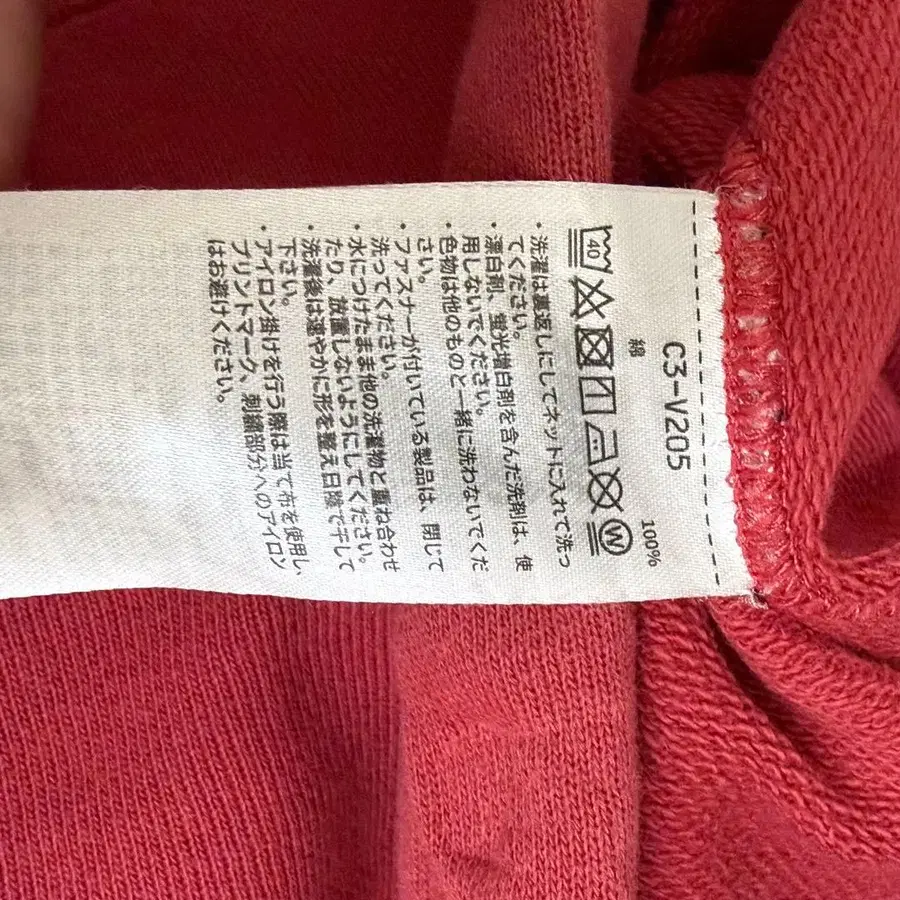 C3-V205
綿 100%
40
W
・洗濯は裏返しにしてネットに入れて洗っ
てください。
・漂白剤、蛍光増白剤を含んだ洗剤は、使
用しないでください。
・色物は他のものと一緒に洗わないでくだ
さい。
・ファスナーが付いている製品は、閉じて
洗ってください。
・水につけたまま他の洗濯物と重ね合わせ
たり、放置しないようにしてください。
・洗濯後は速やかに形を整え日陰で干して
下さい。
・アイロン掛けを行う際は当て布を使用し、
プリントマーク、刺繍部分へのアイロン
はお避けください。